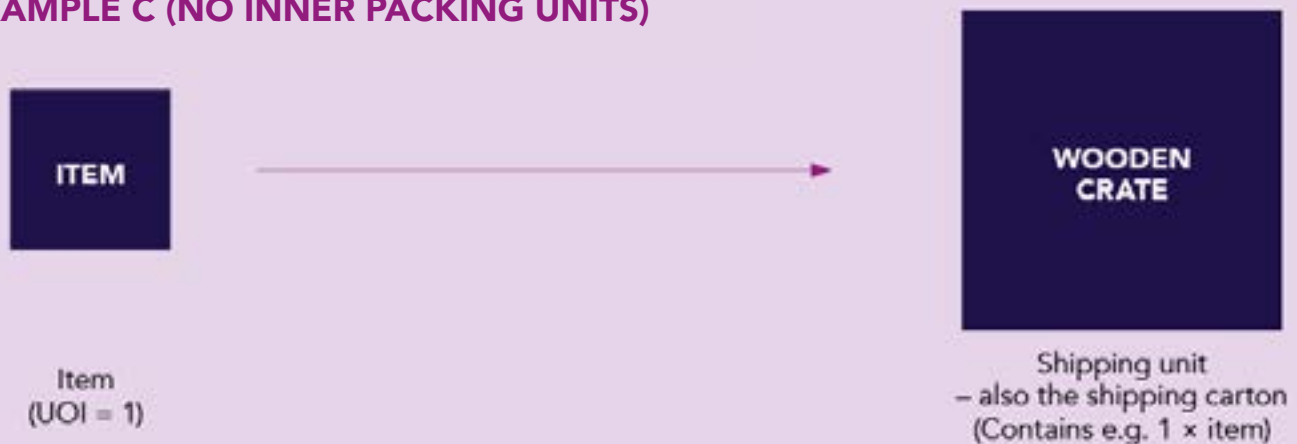 AMPLE C (NO INNER PACKING UNITS)
ITEM
WOODEN
CRATE
Item
(UOI = 1)
Shipping unit
– also the shipping carton
(Contains e.g. 1 × item)